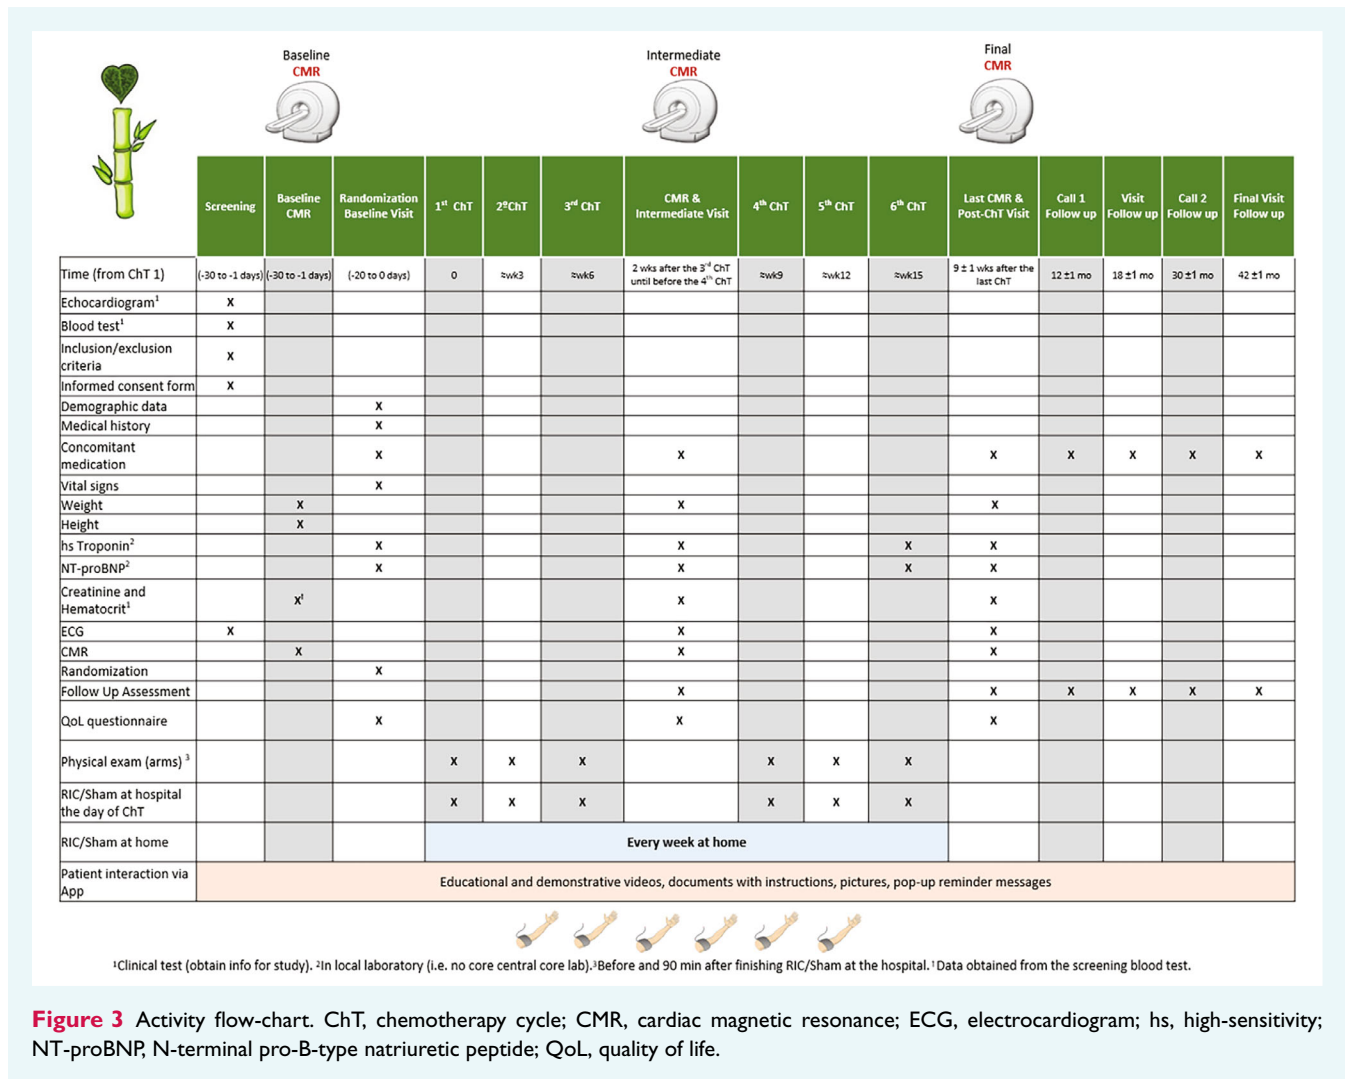 Baseline
CMR
Intermediate
CMR
Final
CMR
Screening
Baseline
CMR
Randomization
Baseline Visit
1st ChT
2ºChT
3rd ChT
CMR &
Intermediate Visit
4th ChT
5th ChT
6th ChT
Last CMR &
Post-ChT Visit
Call 1
Follow up
Visit
Follow up
Call 2
Follow up
Final Visit
Follow up
Time (from ChT 1)
(-30 to -1 days)
(-30 to -1 days)
(-20 to 0 days)
0
≈wk3
≈wk6
2 wks after the 3rd ChT
until before the 4th ChT
≈wk9
≈wk12
≈wk15
9 ± 1 wks after the
last ChT
12 ±1 mo
18 ±1 mo
30 ±1 mo
42 ±1 mo
Echocardiogram¹ X
Blood test¹ X
Inclusion/exclusion
criteria X
Informed consent form X
Demographic data X
Medical history X
Concomitant
medication X X X X X X X
Vital signs X
Weight X X X
Height X
hs Troponin² X X X X
NT-proBNP² X X X X
Creatinine and
Hematocrit¹ X† X X
ECG X X X
CMR X X X
Randomization X
Follow Up Assessment X X X X X X
QoL questionnaire X X X
Physical exam (arms) ³ X X X X X X
RIC/Sham at hospital
the day of ChT X X X X X X
RIC/Sham at home Every week at home
Patient interaction via
App Educational and demonstrative videos, documents with instructions, pictures, pop-up reminder messages
¹Clinical test (obtain info for study). ²In local laboratory (i.e. no core central core lab).³Before and 90 min after finishing RIC/Sham at the hospital. †Data obtained from the screening blood test.
Figure 3 Activity flow-chart. ChT, chemotherapy cycle; CMR, cardiac magnetic resonance; ECG, electrocardiogram; hs, high-sensitivity;
NT-proBNP, N-terminal pro-B-type natriuretic peptide; QoL, quality of life.